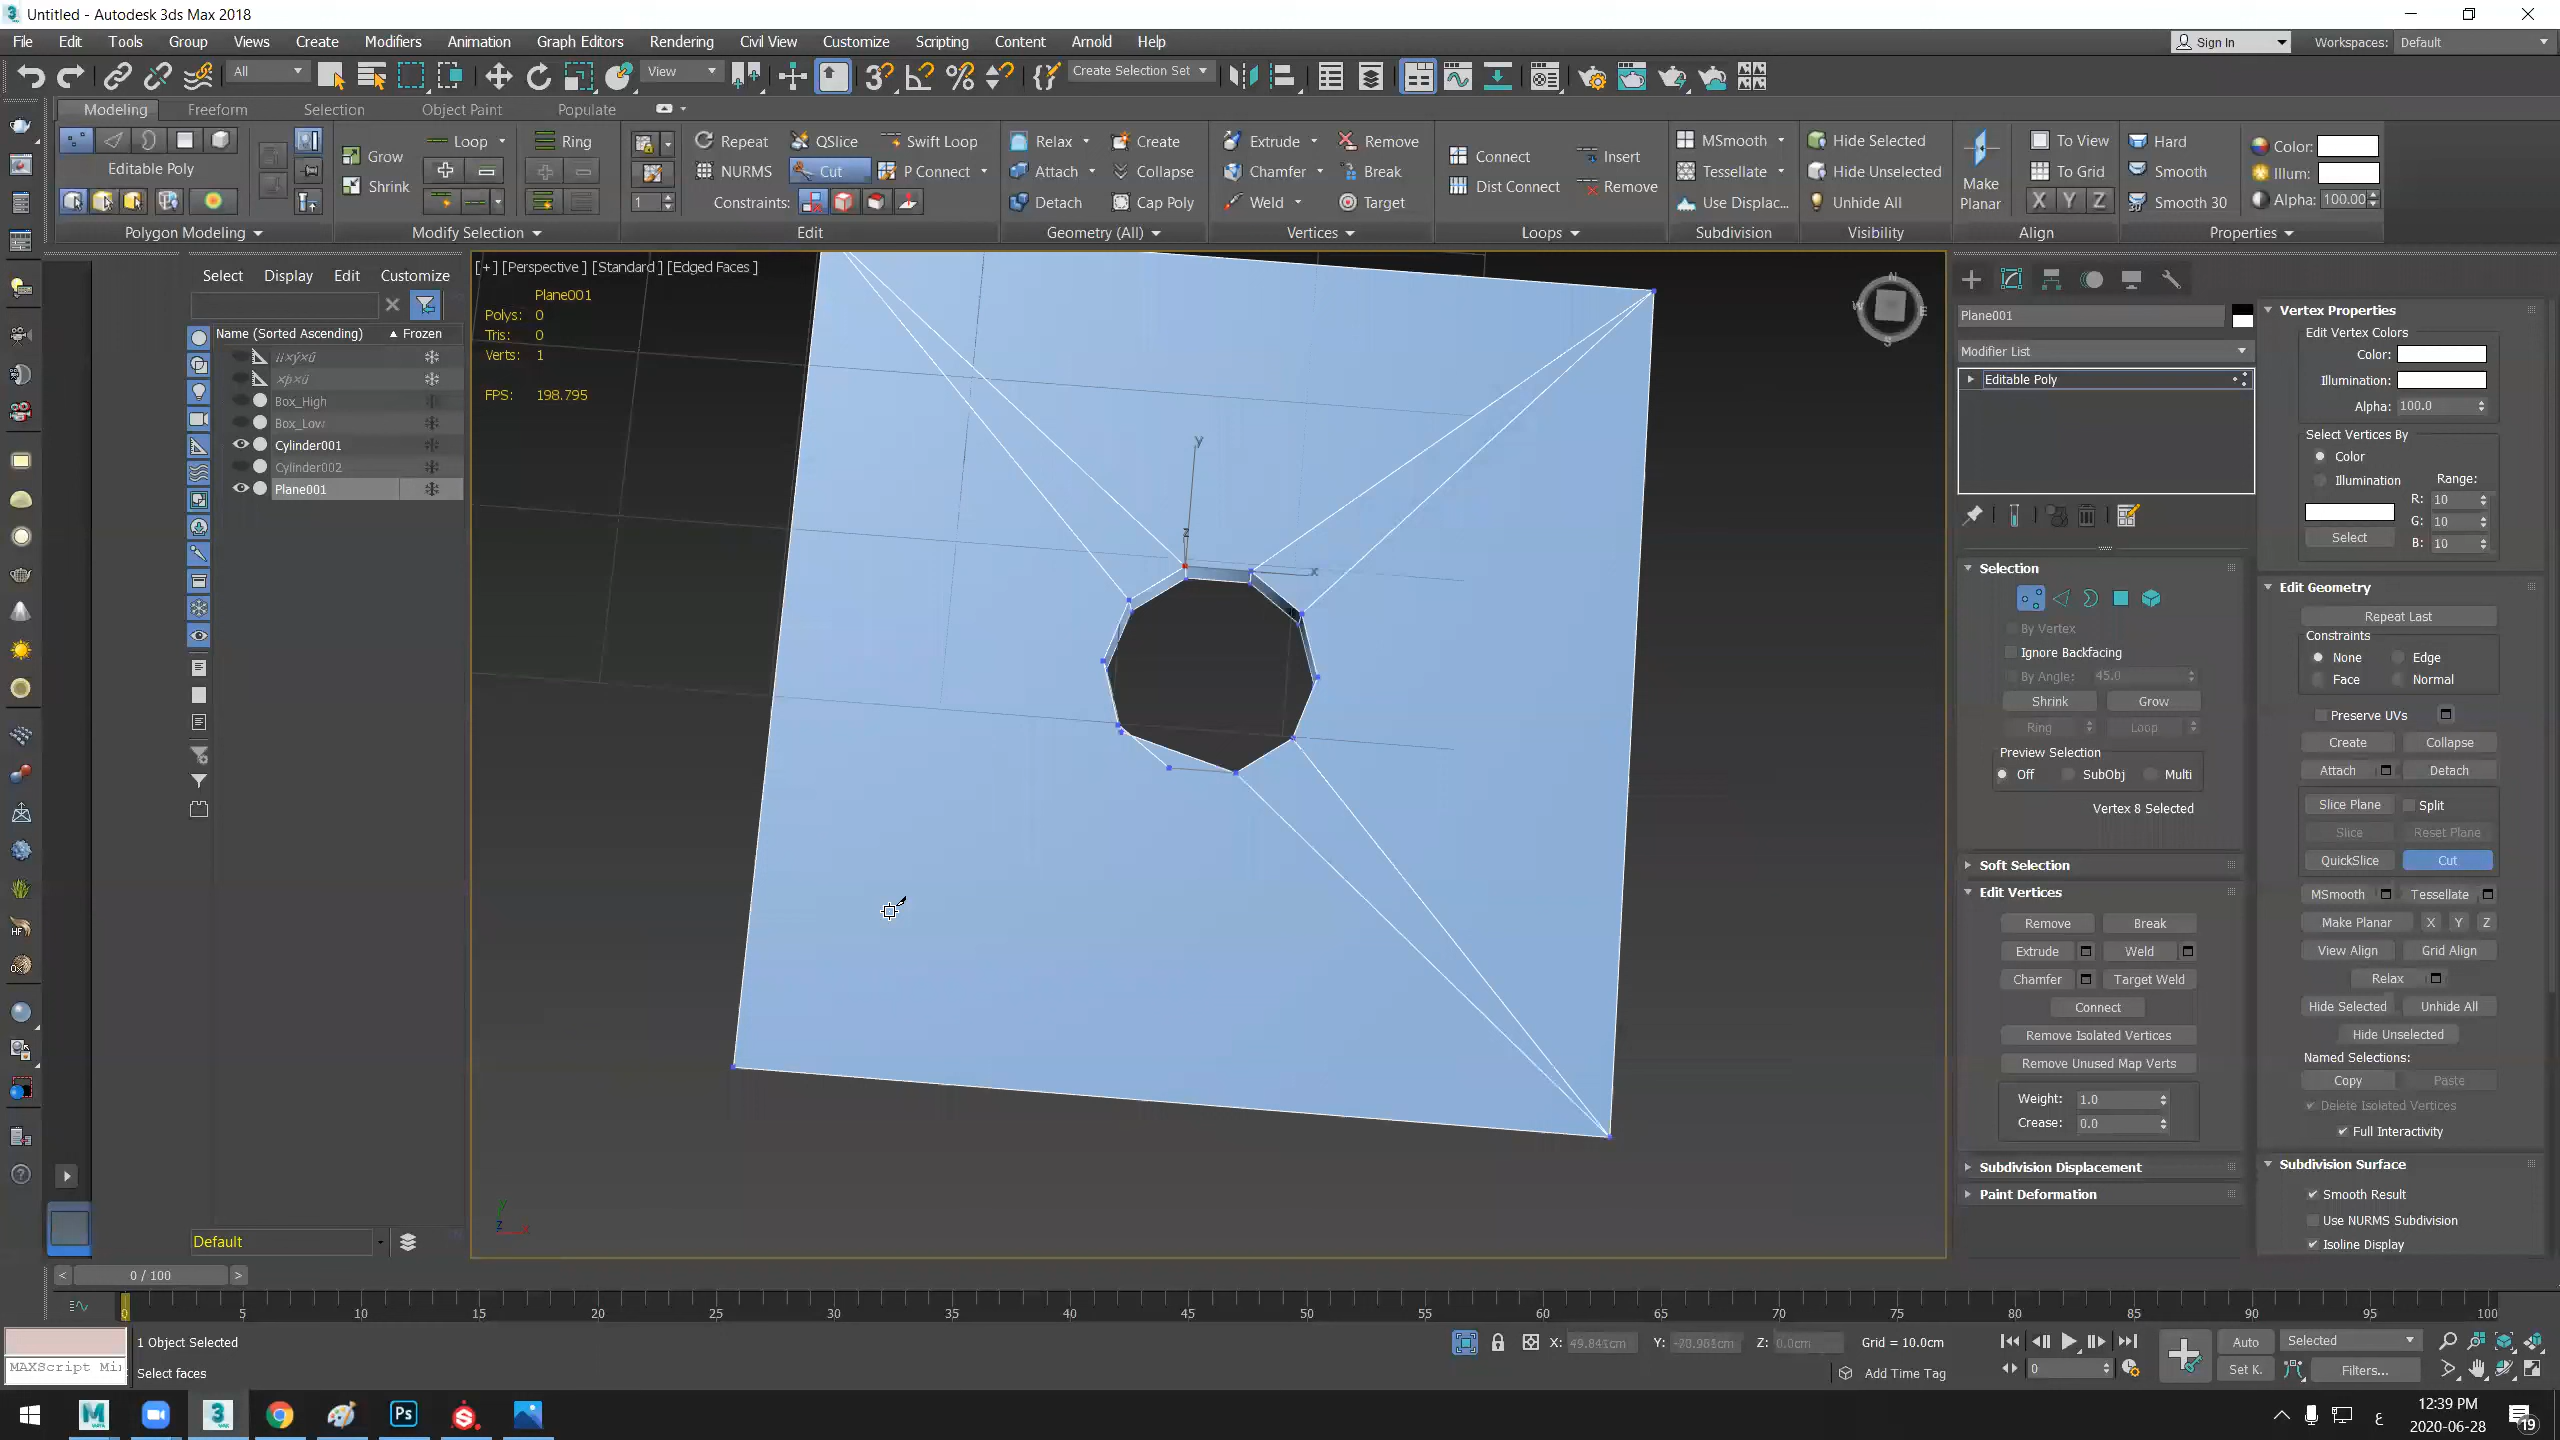 Untitled - Autodesk 3ds Max 2018
File Edit Tools Group Views Create Modifiers Animation Graph Editors Rendering Civil View Customize Scripting Content Arnold Help
Sign In Workspaces: Default
All View Create Selection Set
Modeling Freeform Selection Object Paint Populate
Loop Ring Repeat QSlice Swift Loop Relax Create Extrude Remove MSmooth Hide Selected To View Hard Color:
Editable Poly Grow NURMS Cut P Connect Attach Collapse Chamfer Break Connect Insert Tessellate Hide Unselected Make Planar To Grid Smooth Illum:
Shrink 1 Constraints: Detach Cap Poly Weld Target Dist Connect Remove Use Displac... Unhide All X Y Z Smooth 30 Alpha: 100.00
Polygon Modeling Modify Selection Edit Geometry (All) Vertices Loops Subdivision Visibility Align Properties
Select Display Edit Customize
Name (Sorted Ascending) Frozen
Box_High
Box_Low
Cylinder001
Cylinder002
Plane001
Default
[+] [Perspective] [Standard] [Edged Faces]
Plane001
Polys: 0
Tris: 0
Verts: 1
FPS: 198.795
y
z
x
N
W
E
S
Plane001
Modifier List
Editable Poly
Selection
By Vertex
Ignore Backfacing
By Angle: 45.0
Shrink Grow
Ring Loop
Preview Selection
Off SubObj Multi
Vertex 8 Selected
Soft Selection
Edit Vertices
Remove Break
Extrude Weld
Chamfer Target Weld
Connect
Remove Isolated Vertices
Remove Unused Map Verts
Weight: 1.0
Crease: 0.0
Subdivision Displacement
Paint Deformation
Vertex Properties
Edit Vertex Colors
Color:
Illumination:
Alpha: 100.0
Select Vertices By
Color
Illumination Range:
R: 10
G: 10
Select B: 10
Edit Geometry
Repeat Last
Constraints
None Edge
Face Normal
Preserve UVs
Create Collapse
Attach Detach
Slice Plane Split
Slice Reset Plane
QuickSlice Cut
MSmooth Tessellate
Make Planar X Y Z
View Align Grid Align
Relax
Hide Selected Unhide All
Hide Unselected
Named Selections:
Copy Paste
Delete Isolated Vertices
Full Interactivity
Subdivision Surface
Smooth Result
Use NURMS Subdivision
Isoline Display
< 0 / 100 >
0 5 10 15 20 25 30 35 40 45 50 55 60 65 70 75 80 85 90 95 100
1 Object Selected X: Y: Z: 0.0cm Grid = 10.0cm Auto Selected
MAXScript Mi Select faces Add Time Tag 0 Set K. Filters...
12:39 PM
2020-06-28
ع
19